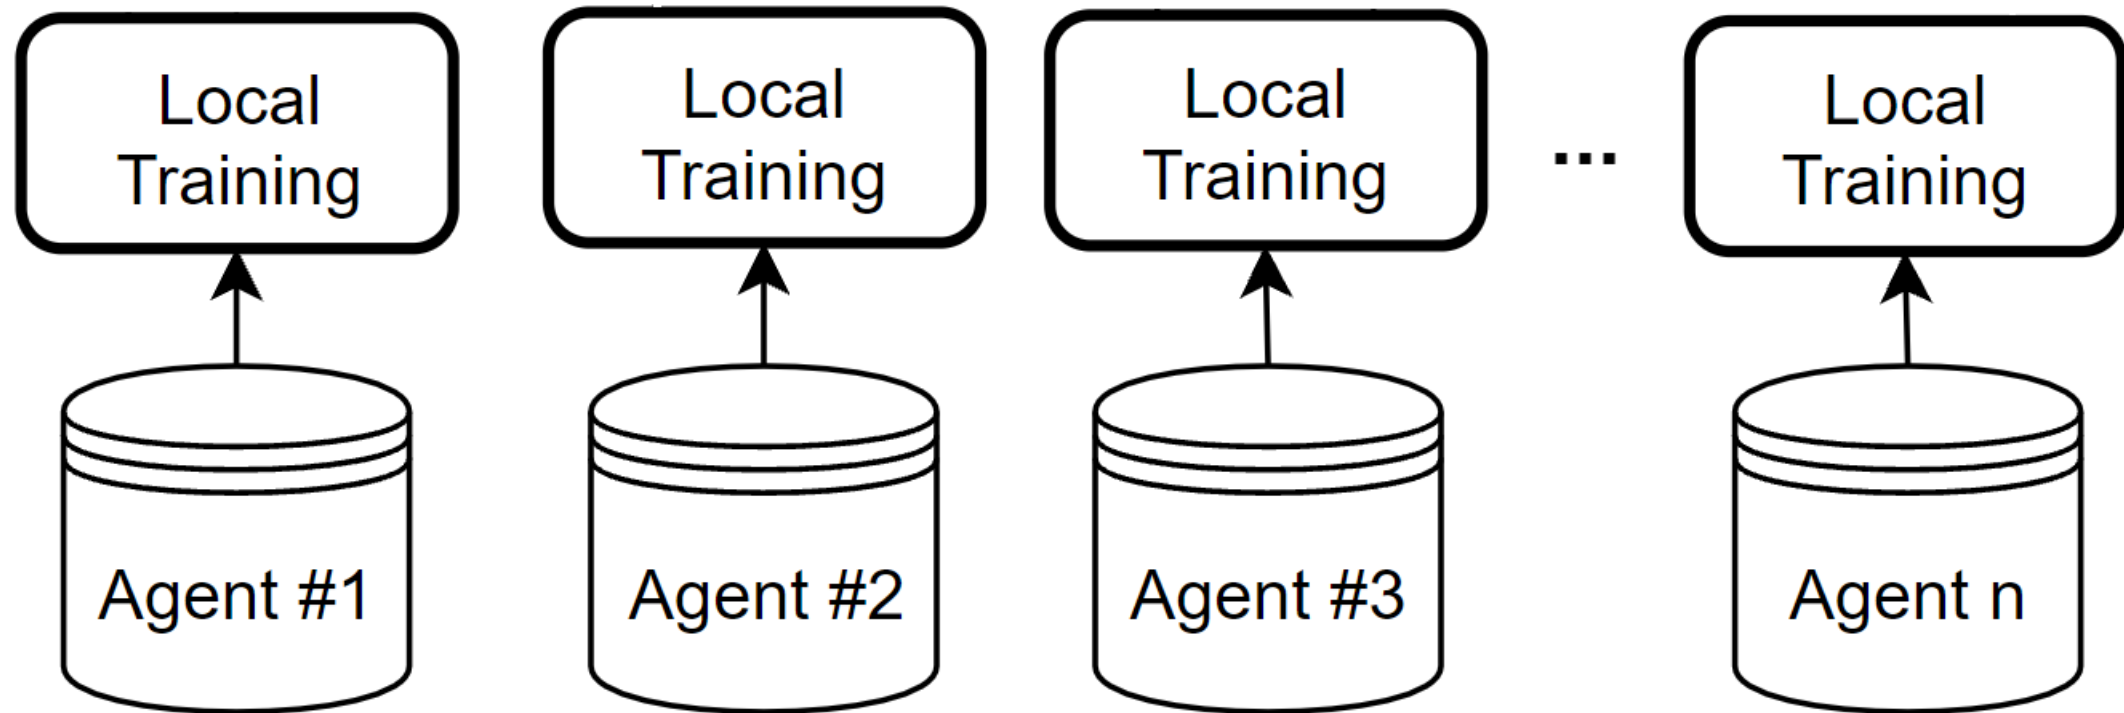 Local
Training
Local
Training
Local
Training
...
Local
Training
Agent #1
Agent #2
Agent #3
Agent n